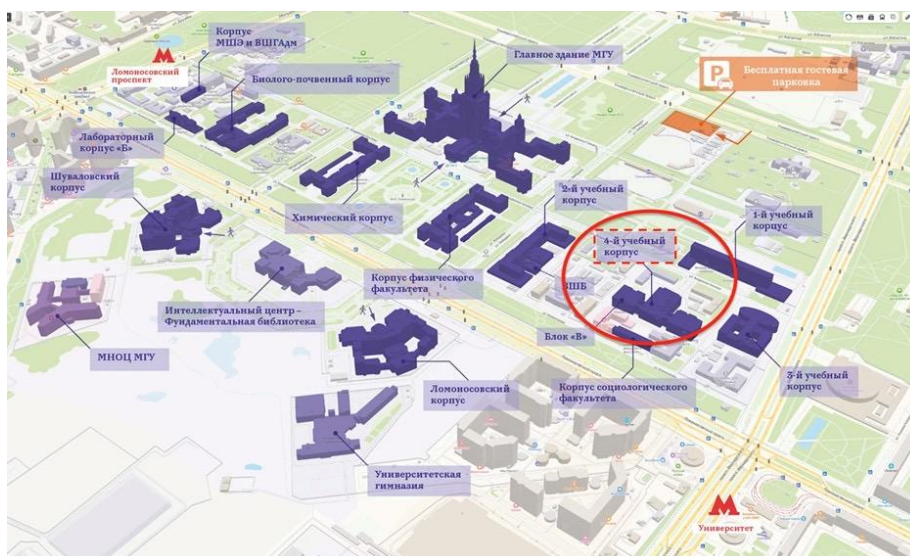 Корпус
МШЭ и ВШГАдм
Ломоносовский
проспект
Биолого-почвенный корпус
Главное здание МГУ
P
Бесплатная гостевая
парковка
Лабораторный
корпус «Б»
Шуваловский
корпус
2-й учебный
корпус
1-й учебный
корпус
Химический корпус
4-й учебный
корпус
Корпус физического
факультета
ВШБ
Интеллектуальный центр –
Фундаментальная библиотека
Блок «В»
МНОЦ МГУ
3-й учебный
корпус
Ломоносовский
корпус
Корпус социологического
факультета
Университетская
гимназия
Университет